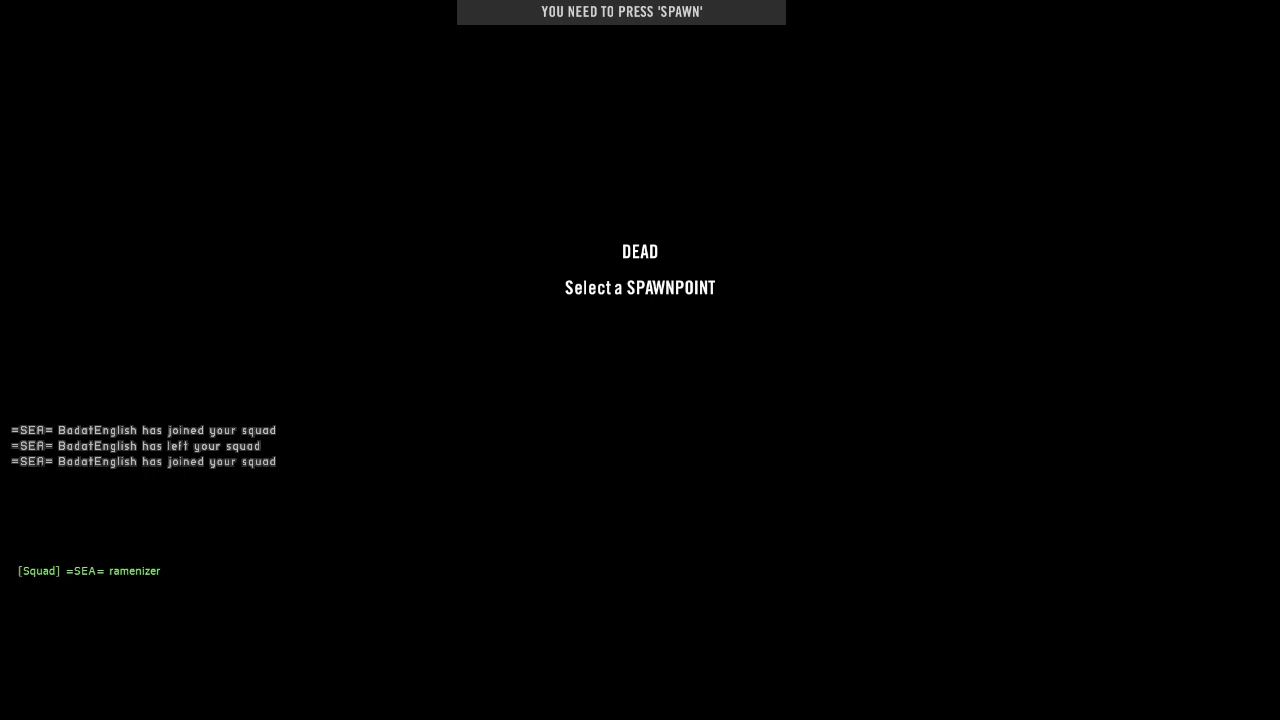 YOU NEED TO PRESS 'SPAWN'
DEAD
Select a SPAWNPOINT
=SEA= BadatEnglish has joined your squad
=SEA= BadatEnglish has left your squad
=SEA= BadatEnglish has joined your squad
[Squad] =SEA= ramenizer